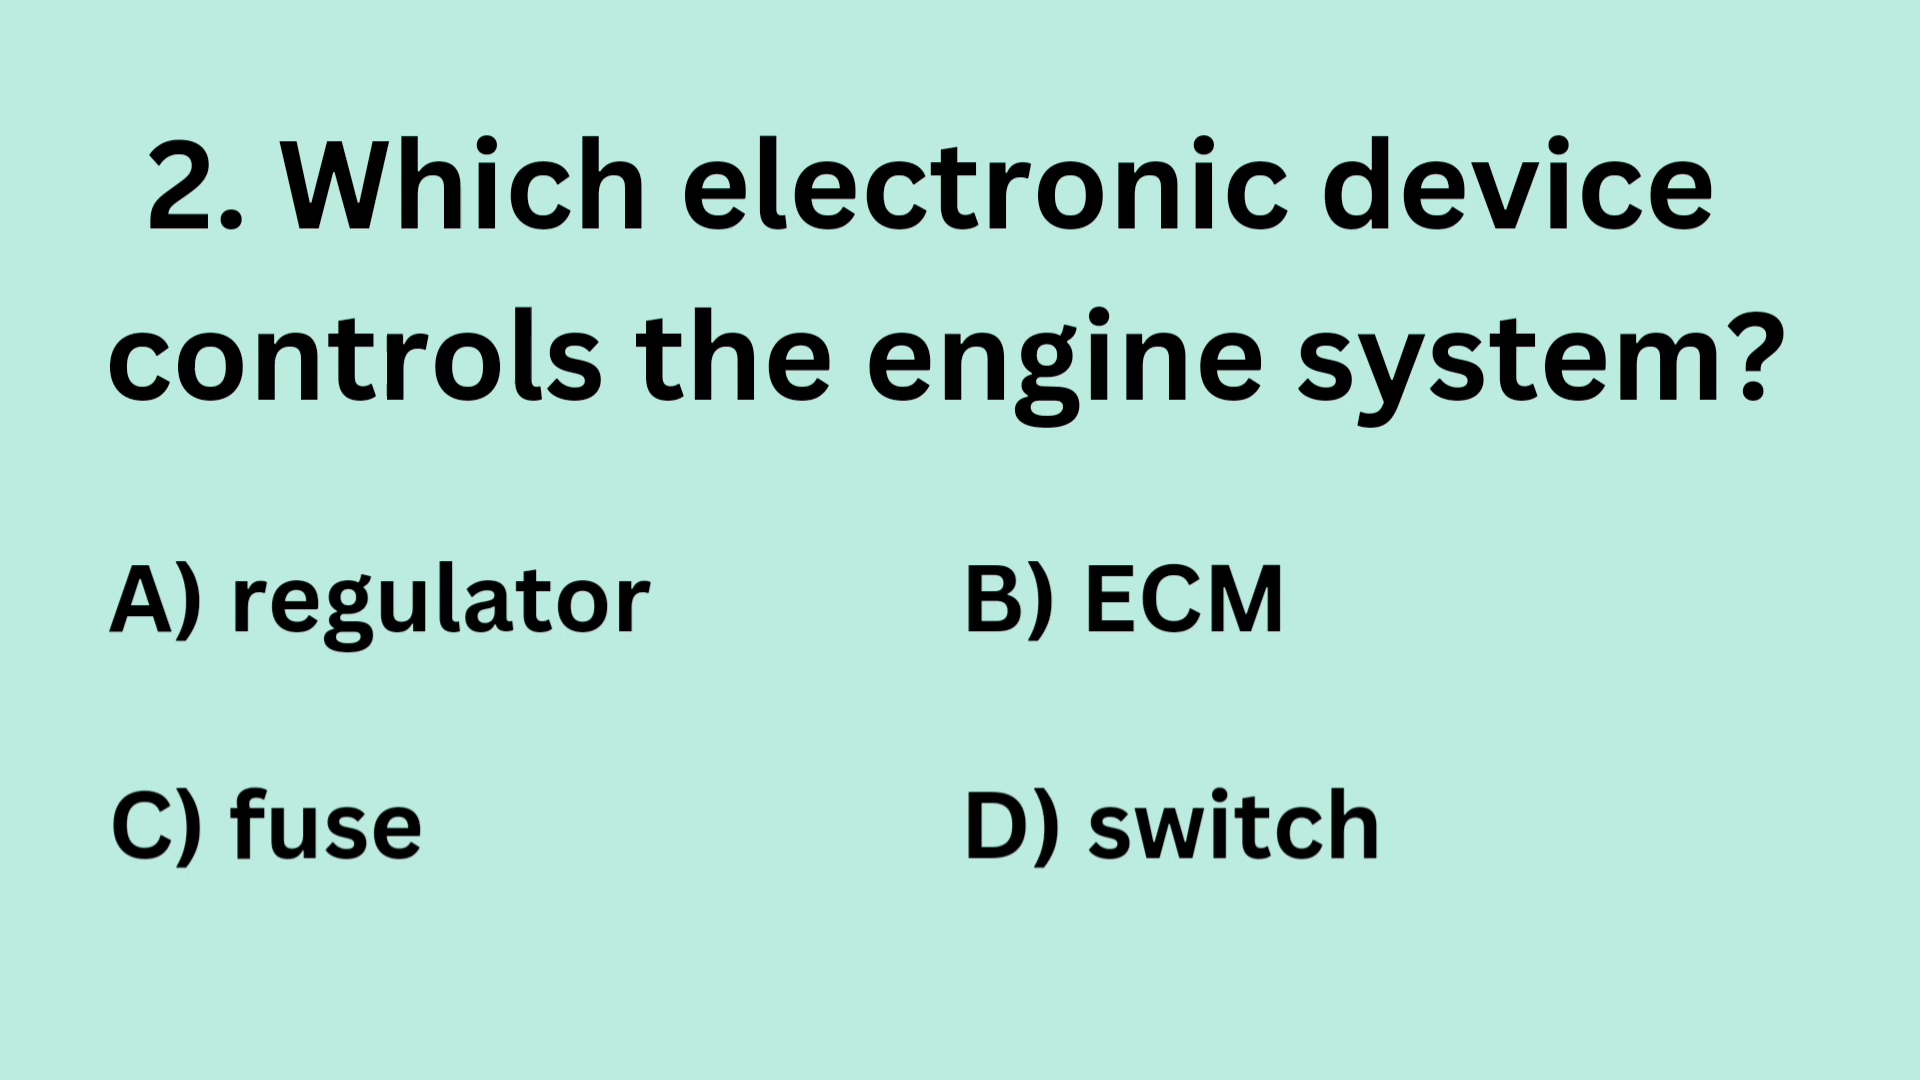 2. Which electronic device
controls the engine system?
A) regulator
B) ECM
C) fuse
D) switch